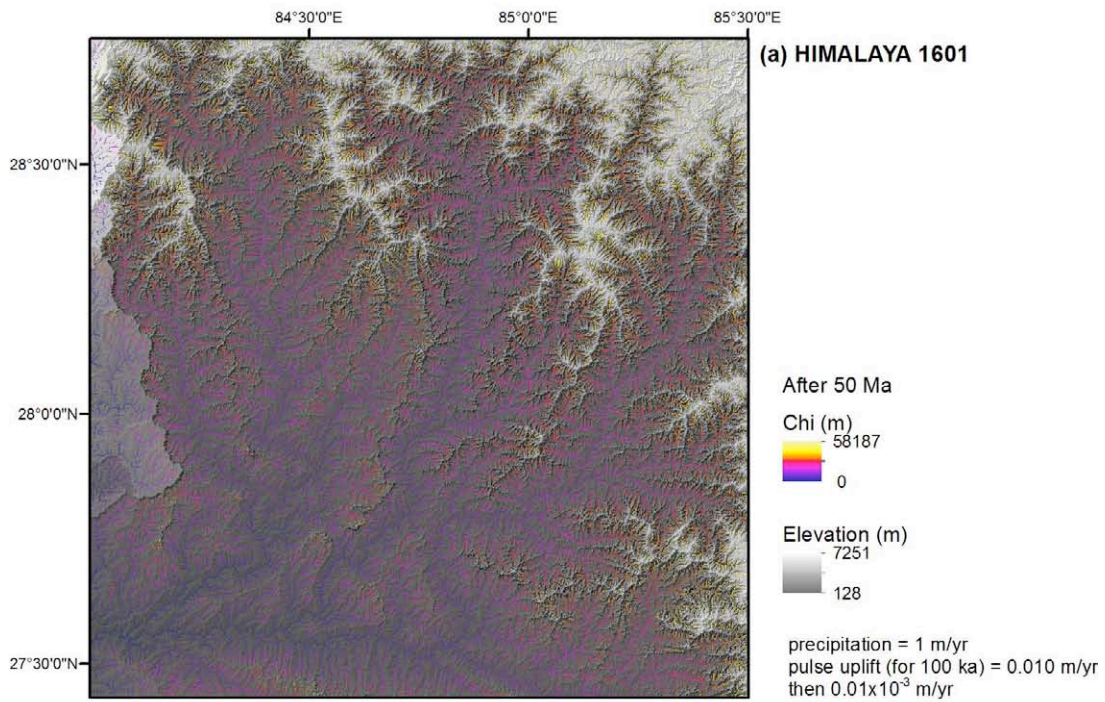 84°30'0"E
85°0'0"E
85°30'0"E
(a) HIMALAYA 1601
28°30'0"N
28°0'0"N
27°30'0"N
After 50 Ma
Chi (m)
58187
0
Elevation (m)
7251
128
precipitation = 1 m/yr
pulse uplift (for 100 ka) = 0.010 m/yr
then 0.01x10⁻³ m/yr